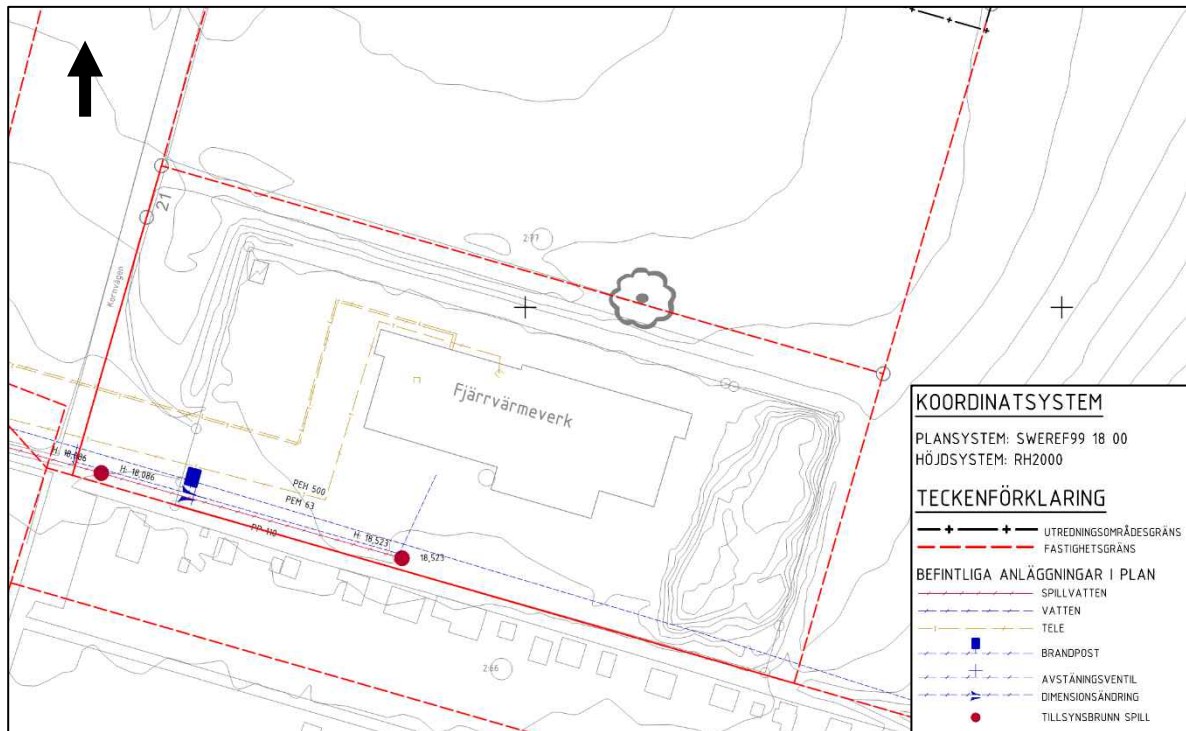 21
Kornvägen
2:77
Fjärrvärmeverk
H: 18,086
H: 18,086
PEH 500
PEM 63
PP 110
H: 18,523
18,523
2:66
KOORDINATSYSTEM
PLANSYSTEM: SWEREF99 18 00
HÖJDSYSTEM: RH2000
TECKENFÖRKLARING
UTREDNINGSOMRÅDESGRÄNS
FASTIGHETSGRÄNS
BEFINTLIGA ANLÄGGNINGAR I PLAN
SPILLVATTEN
VATTEN
TELE
BRANDPOST
AVSTÄNINGSVENTIL
DIMENSIONSÄNDRING
TILLSYNSBRUNN SPILL